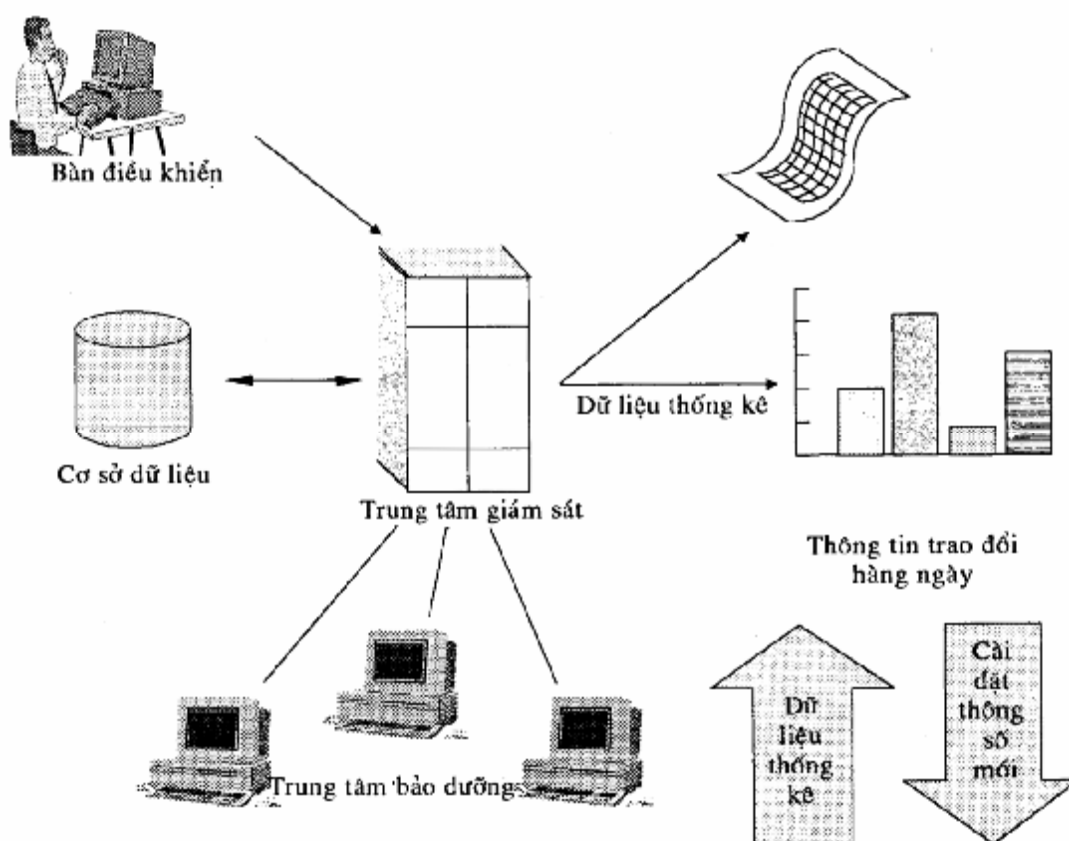 Bàn điều khiển
Cơ sở dữ liệu
Trung tâm giám sát
Dữ liệu thống kê
Thông tin trao đổi
hàng ngày
Trung tâm bảo dưỡng
Dữ
liệu
thống
kê
Cài
đặt
thông
số
mới